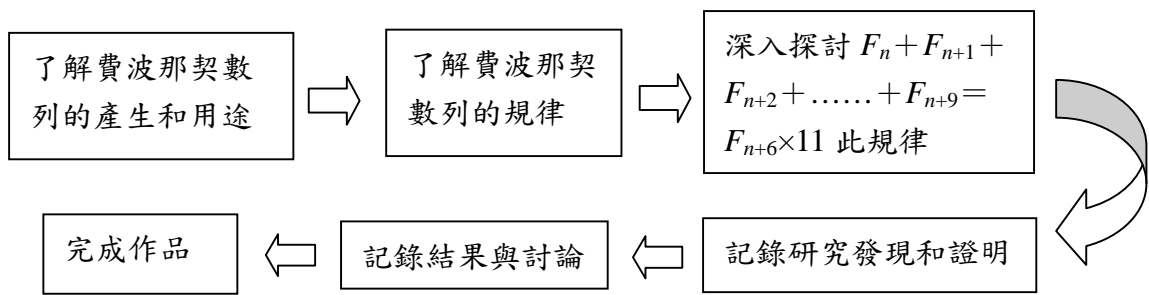 了解費波那契數
列的產生和用途
了解費波那契
數列的規律
深入探討 Fn＋Fn+1＋
Fn+2＋……＋Fn+9＝
Fn+6×11 此規律
記錄研究發現和證明
記錄結果與討論
完成作品